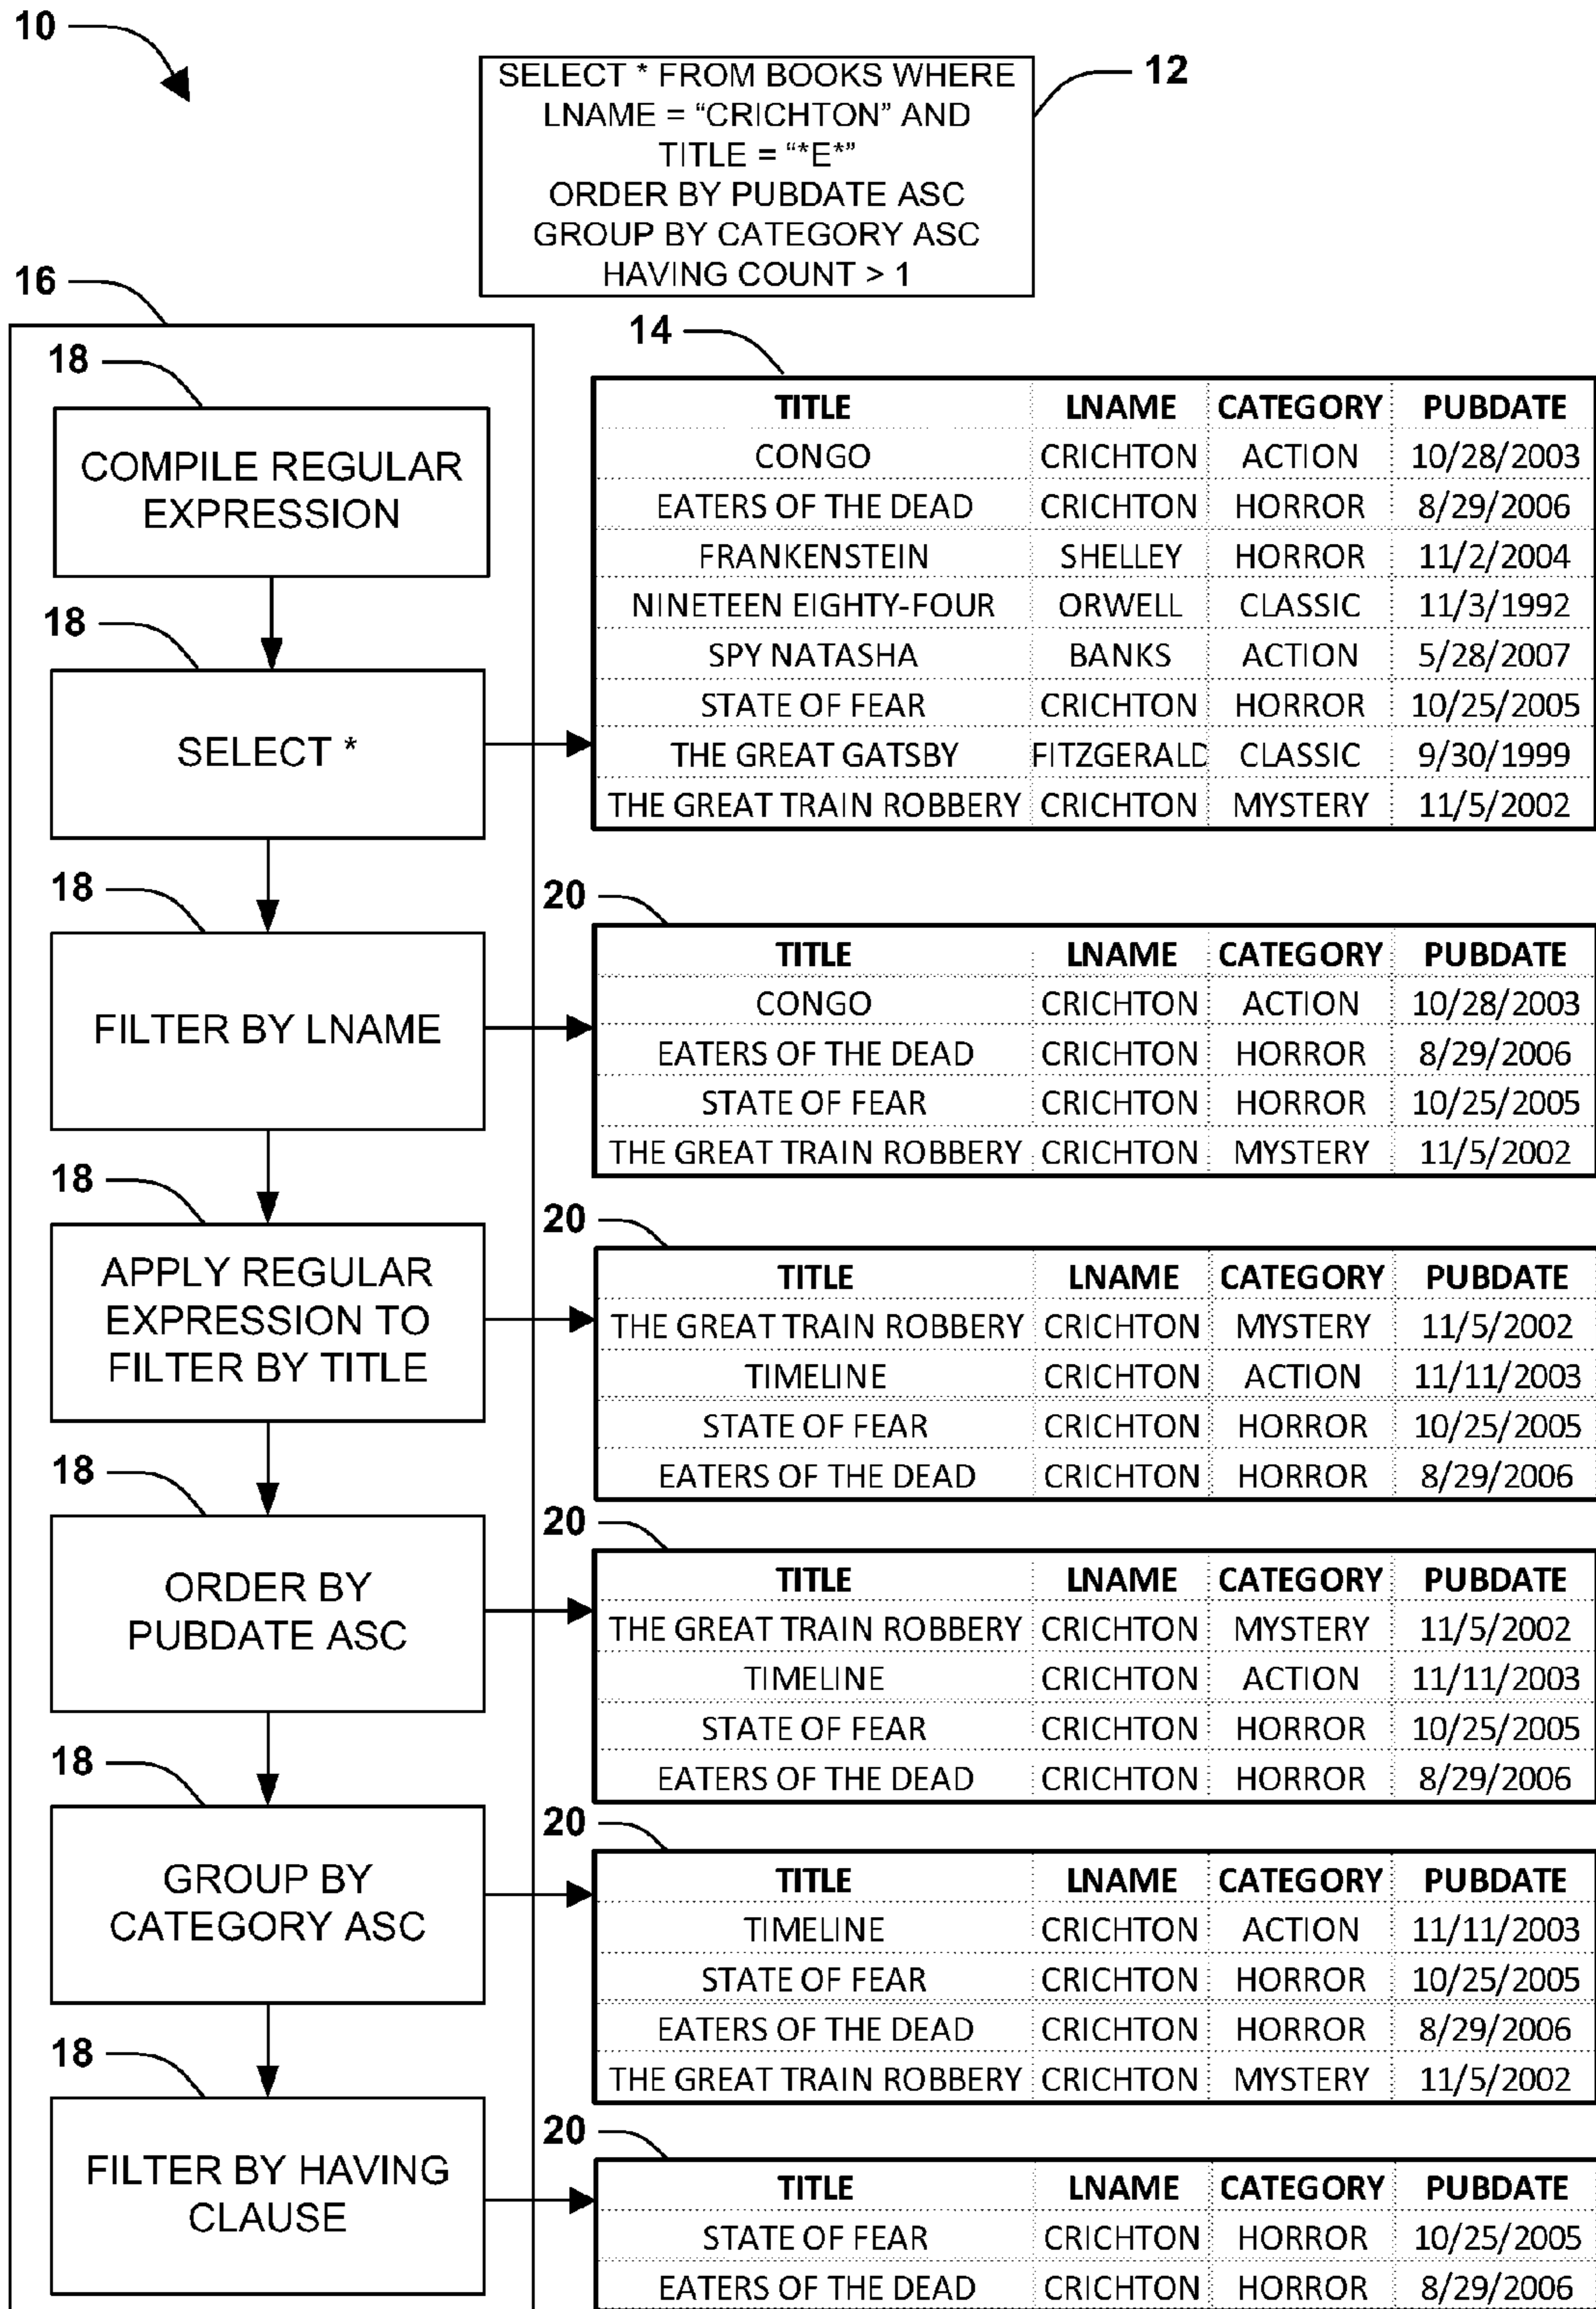 10
SELECT * FROM BOOKS WHERE
LNAME = “CRICHTON” AND
TITLE = “*E*”
ORDER BY PUBDATE ASC
GROUP BY CATEGORY ASC
HAVING COUNT > 1
12
16
18
COMPILE REGULAR
EXPRESSION
14
TITLE LNAME CATEGORY PUBDATE
CONGO CRICHTON ACTION 10/28/2003
EATERS OF THE DEAD CRICHTON HORROR 8/29/2006
FRANKENSTEIN SHELLEY HORROR 11/2/2004
NINETEEN EIGHTY-FOUR ORWELL CLASSIC 11/3/1992
SPY NATASHA BANKS ACTION 5/28/2007
STATE OF FEAR CRICHTON HORROR 10/25/2005
THE GREAT GATSBY FITZGERALD CLASSIC 9/30/1999
THE GREAT TRAIN ROBBERY CRICHTON MYSTERY 11/5/2002
18
SELECT *
18
FILTER BY LNAME
20
TITLE LNAME CATEGORY PUBDATE
CONGO CRICHTON ACTION 10/28/2003
EATERS OF THE DEAD CRICHTON HORROR 8/29/2006
STATE OF FEAR CRICHTON HORROR 10/25/2005
THE GREAT TRAIN ROBBERY CRICHTON MYSTERY 11/5/2002
18
APPLY REGULAR
EXPRESSION TO
FILTER BY TITLE
20
TITLE LNAME CATEGORY PUBDATE
THE GREAT TRAIN ROBBERY CRICHTON MYSTERY 11/5/2002
TIMELINE CRICHTON ACTION 11/11/2003
STATE OF FEAR CRICHTON HORROR 10/25/2005
EATERS OF THE DEAD CRICHTON HORROR 8/29/2006
18
ORDER BY
PUBDATE ASC
20
TITLE LNAME CATEGORY PUBDATE
THE GREAT TRAIN ROBBERY CRICHTON MYSTERY 11/5/2002
TIMELINE CRICHTON ACTION 11/11/2003
STATE OF FEAR CRICHTON HORROR 10/25/2005
EATERS OF THE DEAD CRICHTON HORROR 8/29/2006
18
GROUP BY
CATEGORY ASC
20
TITLE LNAME CATEGORY PUBDATE
TIMELINE CRICHTON ACTION 11/11/2003
STATE OF FEAR CRICHTON HORROR 10/25/2005
EATERS OF THE DEAD CRICHTON HORROR 8/29/2006
THE GREAT TRAIN ROBBERY CRICHTON MYSTERY 11/5/2002
18
FILTER BY HAVING
CLAUSE
20
TITLE LNAME CATEGORY PUBDATE
STATE OF FEAR CRICHTON HORROR 10/25/2005
EATERS OF THE DEAD CRICHTON HORROR 8/29/2006